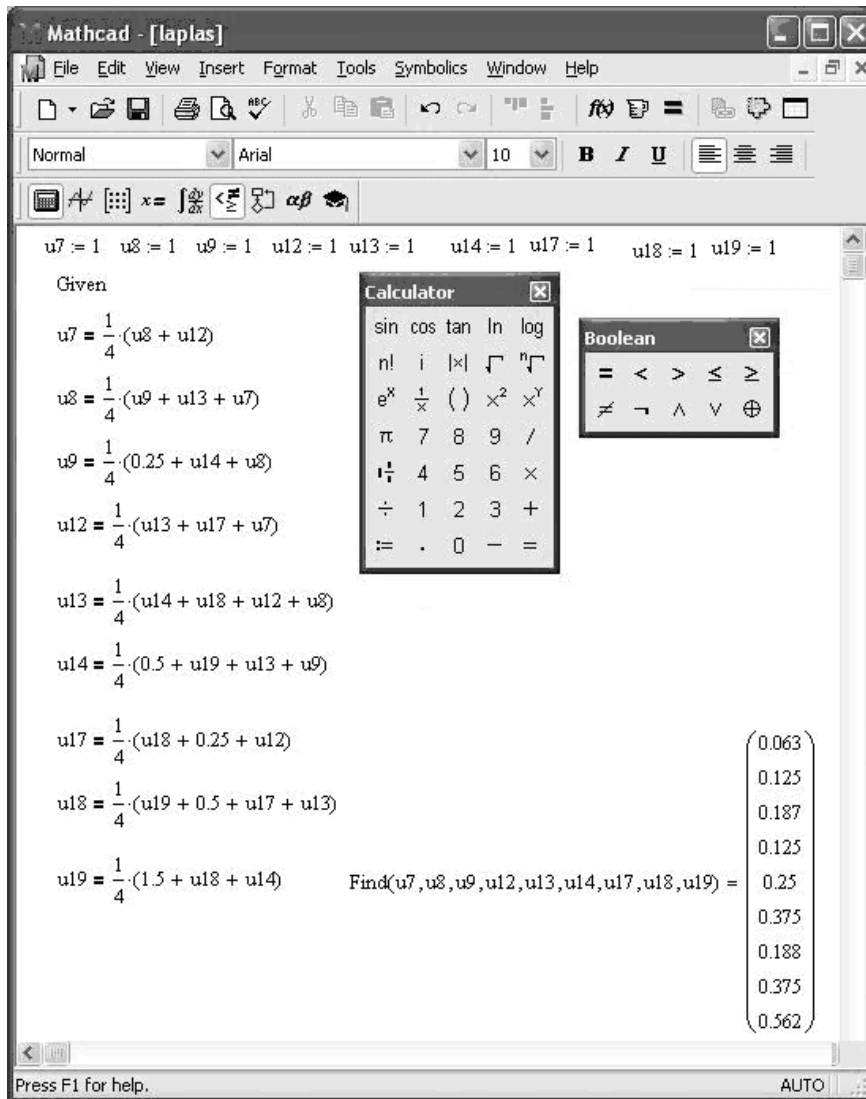 Mathcad - [laplas]
File Edit View Insert Format Tools Symbolics Window Help
Normal Arial 10 B I U
u7 := 1 u8 := 1 u9 := 1 u12 := 1 u13 := 1 u14 := 1 u17 := 1 u18 := 1 u19 := 1
Given
u7 = 1/4·(u8 + u12)
u8 = 1/4·(u9 + u13 + u7)
u9 = 1/4·(0.25 + u14 + u8)
u12 = 1/4·(u13 + u17 + u7)
u13 = 1/4·(u14 + u18 + u12 + u8)
u14 = 1/4·(0.5 + u19 + u13 + u9)
u17 = 1/4·(u18 + 0.25 + u12)
u18 = 1/4·(u19 + 0.5 + u17 + u13)
u19 = 1/4·(1.5 + u18 + u14)
Calculator
sin cos tan ln log
n! i |×| √ ⁿ√
eˣ 1/x ( ) ×² ×ʸ
π 7 8 9 /
4 5 6 ×
÷ 1 2 3 +
:= . 0 − =
Boolean
= < > ≤ ≥
≠ ¬ ∧ ∨ ⊕
Find(u7,u8,u9,u12,u13,u14,u17,u18,u19) =
0.063
0.125
0.187
0.125
0.25
0.375
0.188
0.375
0.562
Press F1 for help. AUTO